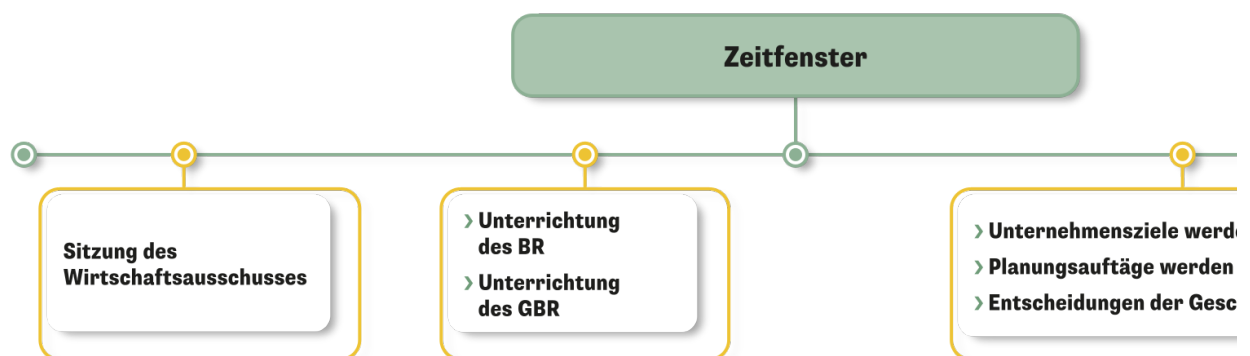 Zeitfenster
Sitzung des
Wirtschaftsausschusses
› Unterrichtung
des BR
› Unterrichtung
des GBR
› Unternehmensziele
› Planungsauftäge werden
› Entscheidungen der